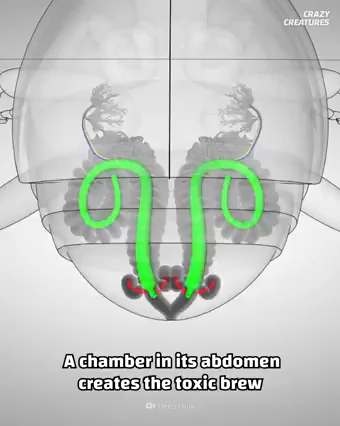 CRAZY
CREATURES
A chamber in its abdomen
creates the toxic brew